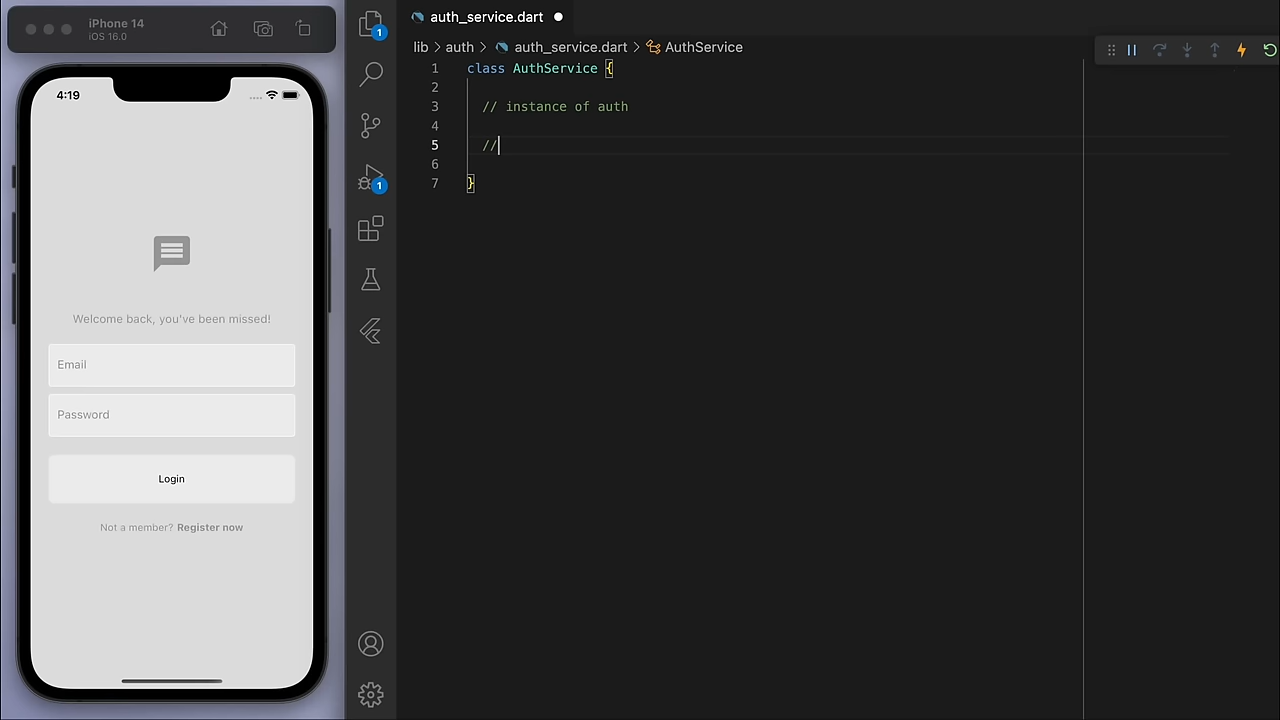 iPhone 14
iOS 16.0
4:19
Welcome back, you've been missed!
Email
Password
Login
Not a member? Register now
1
1
auth_service.dart
lib > auth > auth_service.dart > AuthService
1 class AuthService {
2
3 // instance of auth
4
5 //
6
7 }